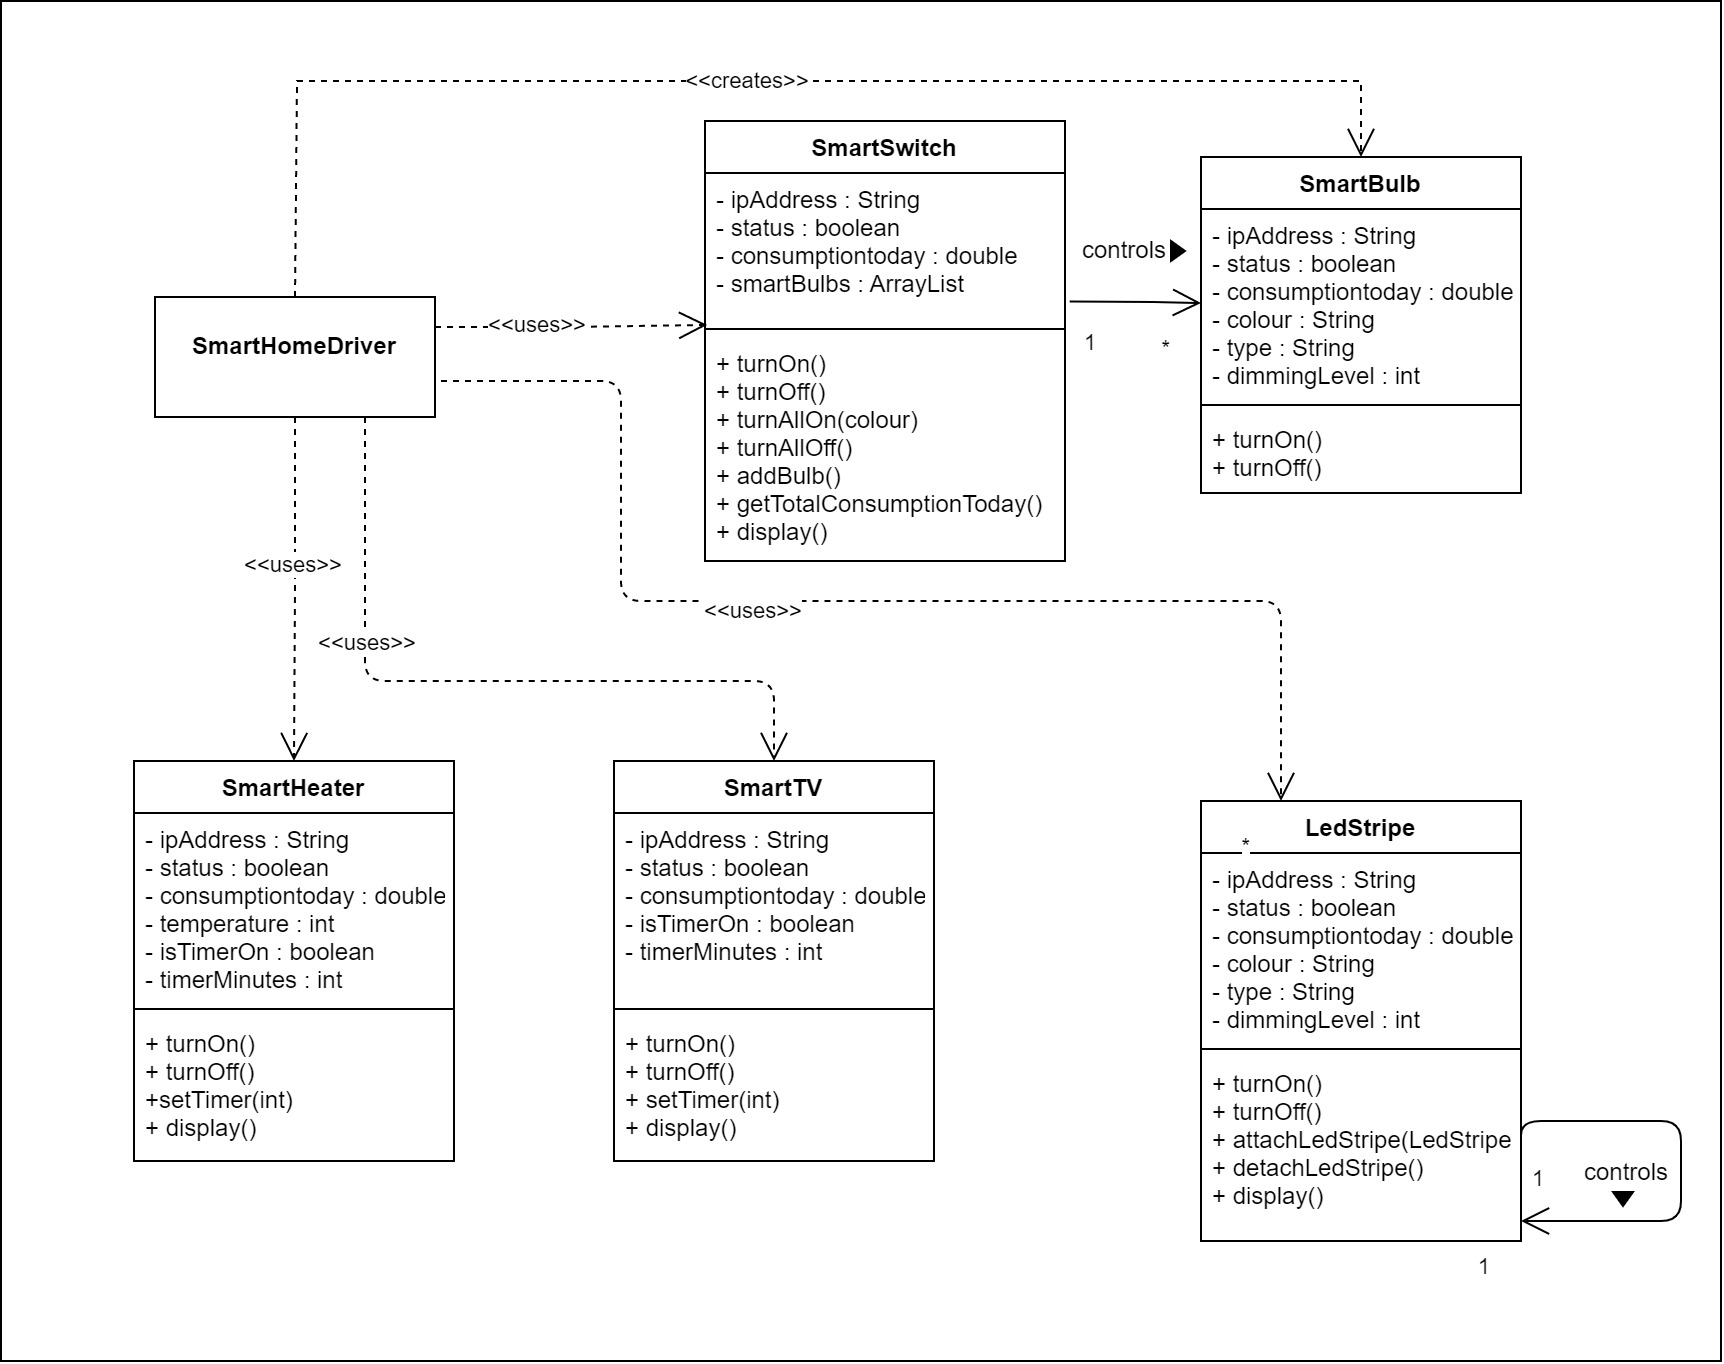 <<creates>>
SmartSwitch
- ipAddress : String
- status : boolean
- consumptiontoday : double
- smartBulbs : ArrayList
+ turnOn()
+ turnOff()
+ turnAllOn(colour)
+ turnAllOff()
+ addBulb()
+ getTotalConsumptionToday()
+ display()
controls
1
*
SmartBulb
- ipAddress : String
- status : boolean
- consumptiontoday : double
- colour : String
- type : String
- dimmingLevel : int
+ turnOn()
+ turnOff()
SmartHomeDriver
<<uses>>
<<uses>>
<<uses>>
<<uses>>
SmartHeater
- ipAddress : String
- status : boolean
- consumptiontoday : double
- temperature : int
- isTimerOn : boolean
- timerMinutes : int
+ turnOn()
+ turnOff()
+setTimer(int)
+ display()
SmartTV
- ipAddress : String
- status : boolean
- consumptiontoday : double
- isTimerOn : boolean
- timerMinutes : int
+ turnOn()
+ turnOff()
+ setTimer(int)
+ display()
LedStripe
*
- ipAddress : String
- status : boolean
- consumptiontoday : double
- colour : String
- type : String
- dimmingLevel : int
+ turnOn()
+ turnOff()
+ attachLedStripe(LedStripe
+ detachLedStripe()
+ display()
1
controls
1